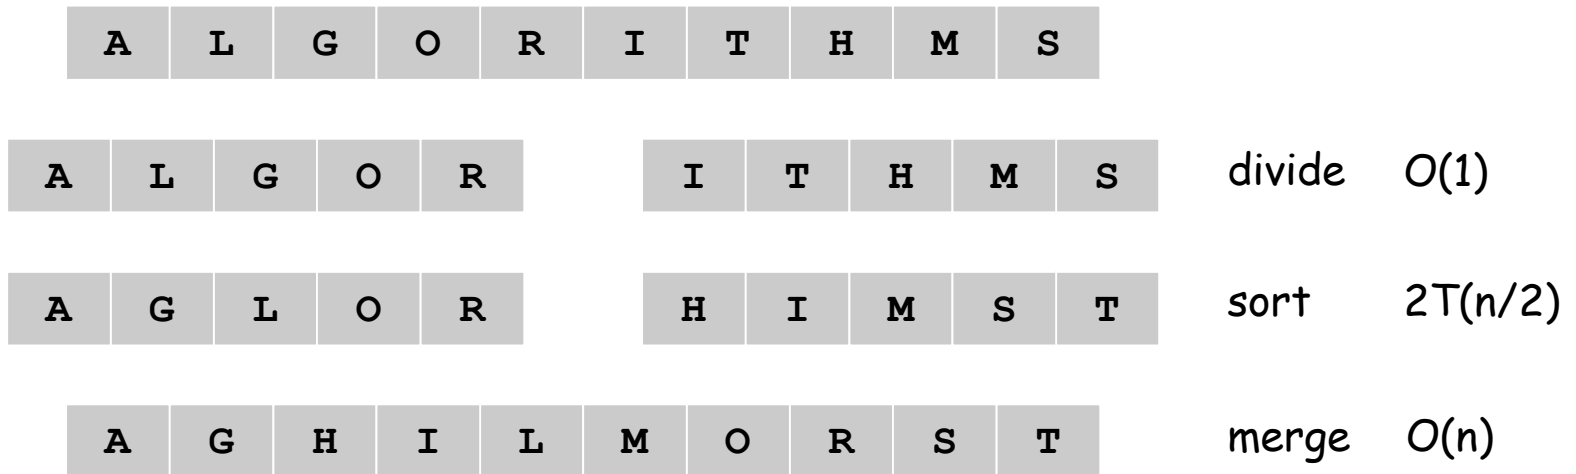 A L G O R I T H M S
A L G O R I T H M S divide O(1)
A G L O R H I M S T sort 2T(n/2)
A G H I L M O R S T merge O(n)